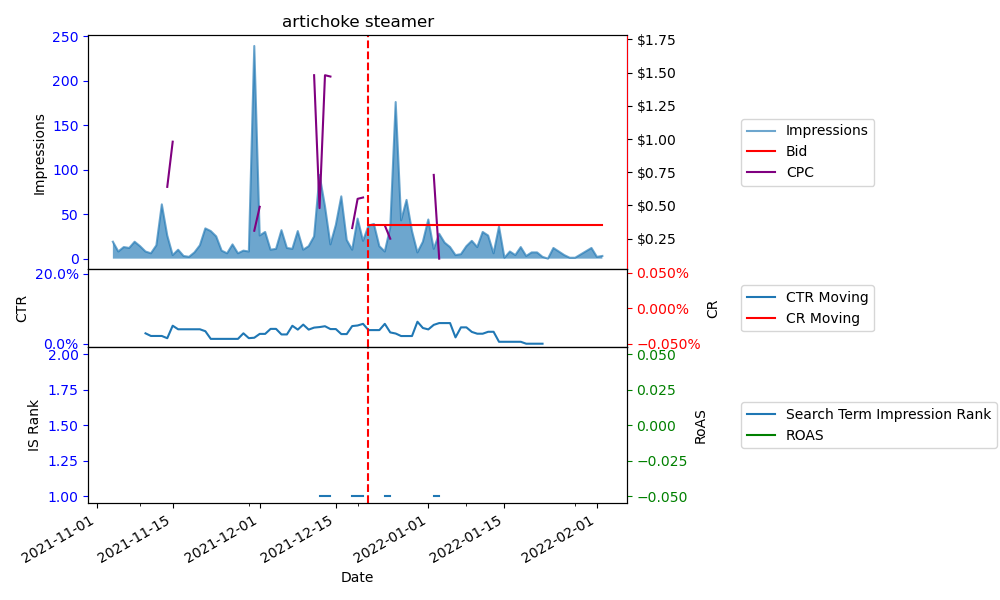 artichoke steamer
250
200
150
100
50
0
Impressions
$1.75
$1.50
$1.25
$1.00
$0.75
$0.50
$0.25
Impressions
Bid
CPC
20.0%
0.0%
CTR
0.050%
0.000%
−0.050%
CR
CTR Moving
CR Moving
2.00
1.75
1.50
1.25
1.00
IS Rank
0.050
0.025
0.000
−0.025
−0.050
RoAS
Search Term Impression Rank
ROAS
2021-11-01
2021-11-15
2021-12-01
2021-12-15
2022-01-01
2022-01-15
2022-02-01
Date